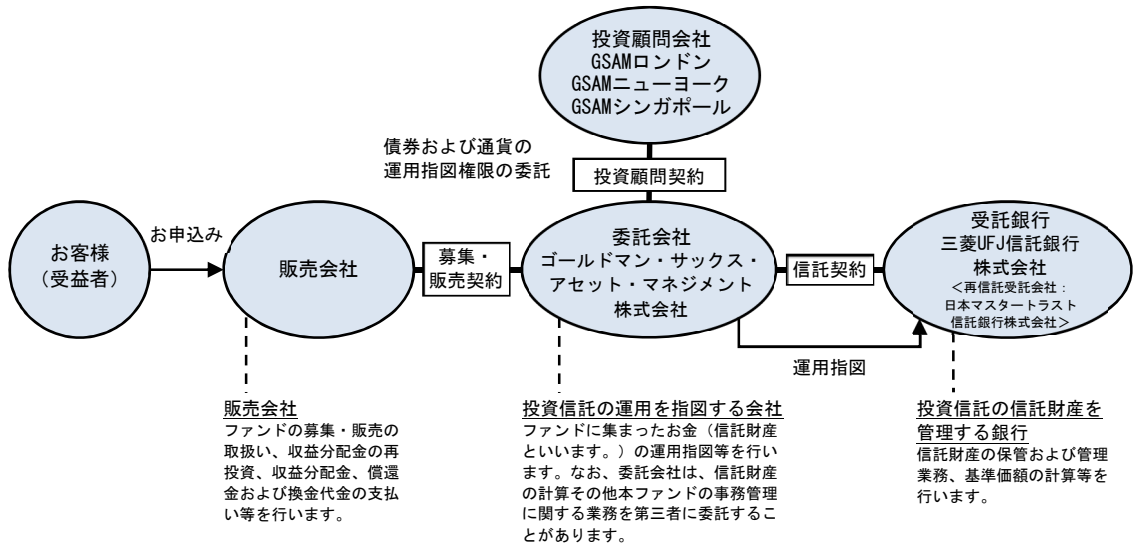 投資顧問会社
GSAMロンドン
GSAMニューヨーク
GSAMシンガポール
債券および通貨の
運用指図権限の委託
投資顧問契約
お客様
（受益者）
お申込み
販売会社
募集・
販売契約
委託会社
ゴールドマン・サックス・
アセット・マネジメント
株式会社
信託契約
受託銀行
三菱UFJ信託銀行
株式会社
＜再信託受託会社：
日本マスタートラスト
信託銀行株式会社＞
運用指図
販売会社
ファンドの募集・販売の
取扱い、収益分配金の再
投資、収益分配金、償還
金および換金代金の支払
い等を行います。
投資信託の運用を指図する会社
ファンドに集まったお金（信託財産
といいます。）の運用指図等を行い
ます。なお、委託会社は、信託財産
の計算その他本ファンドの事務管理
に関する業務を第三者に委託するこ
とがあります。
投資信託の信託財産を
管理する銀行
信託財産の保管および管理
業務、基準価額の計算等を
行います。